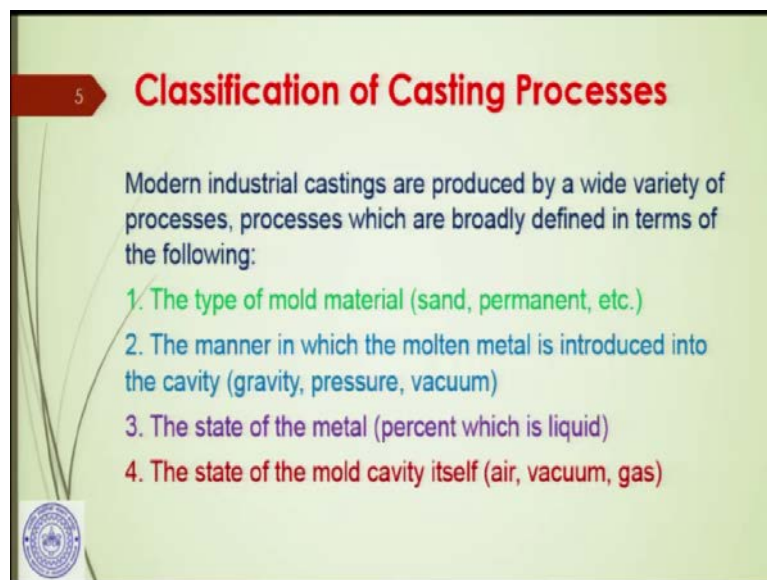 5
Classification of Casting Processes
Modern industrial castings are produced by a wide variety of
processes, processes which are broadly defined in terms of
the following:
1. The type of mold material (sand, permanent, etc.)
2. The manner in which the molten metal is introduced into
the cavity (gravity, pressure, vacuum)
3. The state of the metal (percent which is liquid)
4. The state of the mold cavity itself (air, vacuum, gas)